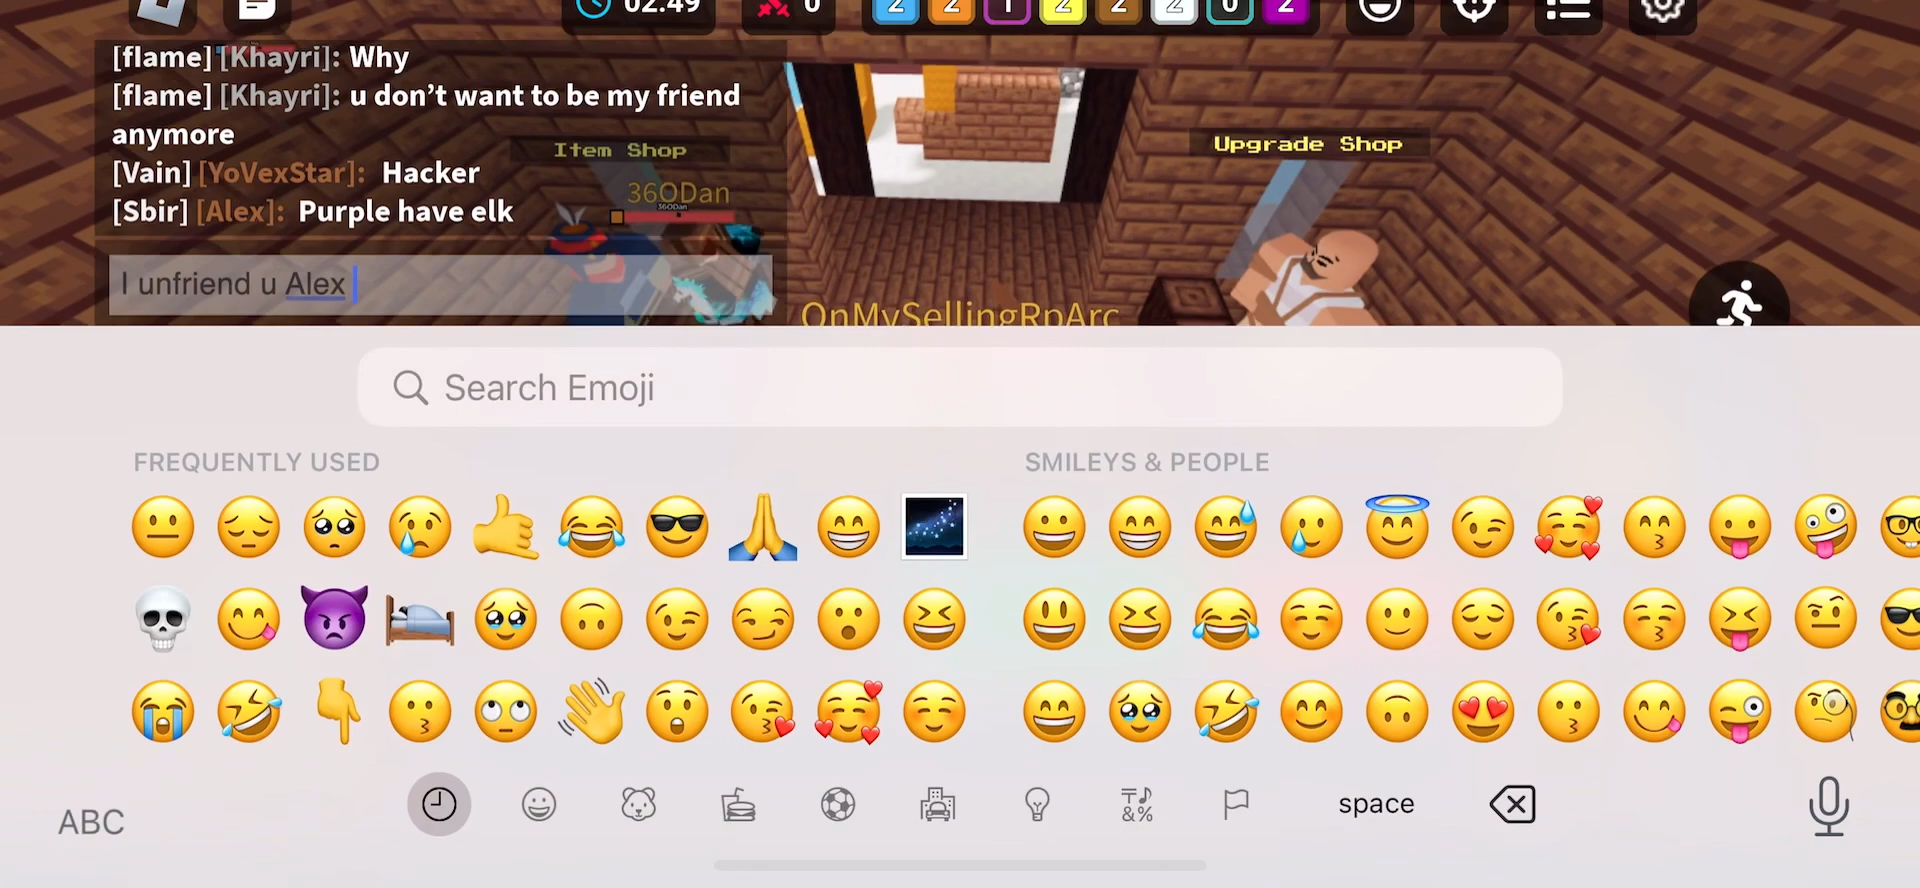 02:49
0
2 2 1 2 2 2 0 2
[flame] [Khayri]: Why
[flame] [Khayri]: u don’t want to be my friend
anymore
[Vain] [YoVexStar]: Hacker
[Sbir] [Alex]: Purple have elk
I unfriend u Alex
Item Shop
36ODan
36ODan
Upgrade Shop
OnMySellingRpArc
Search Emoji
FREQUENTLY USED
SMILEYS & PEOPLE
ABC
space